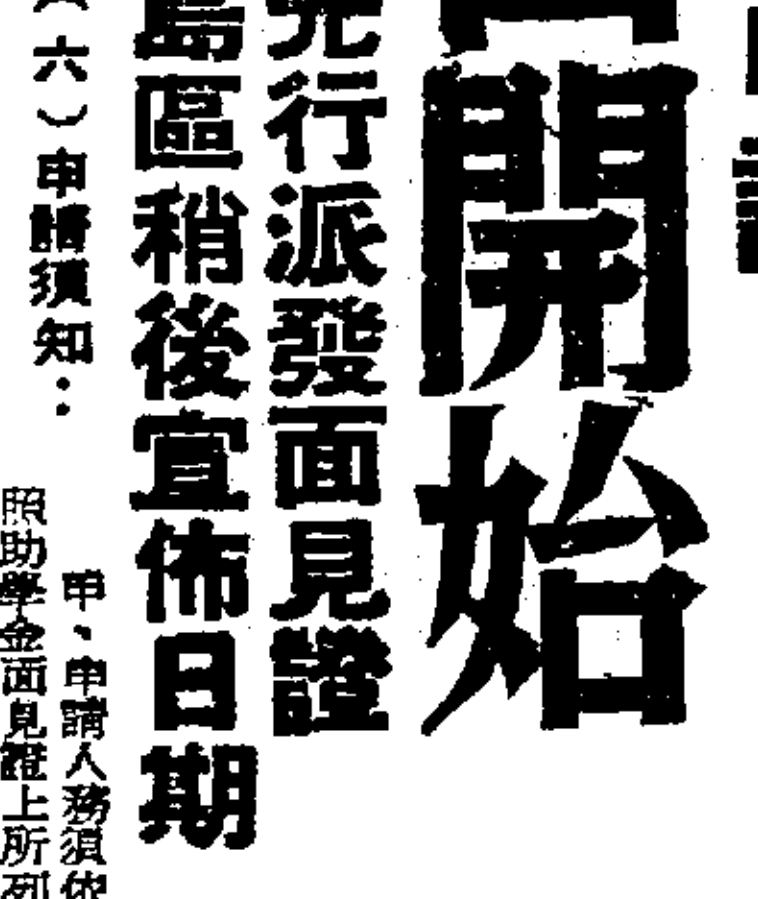 開始
先行派發面見證
島區稍後宣佈日期
（六）申請須知：
甲、申請人務須依
照助學金面見證上所列